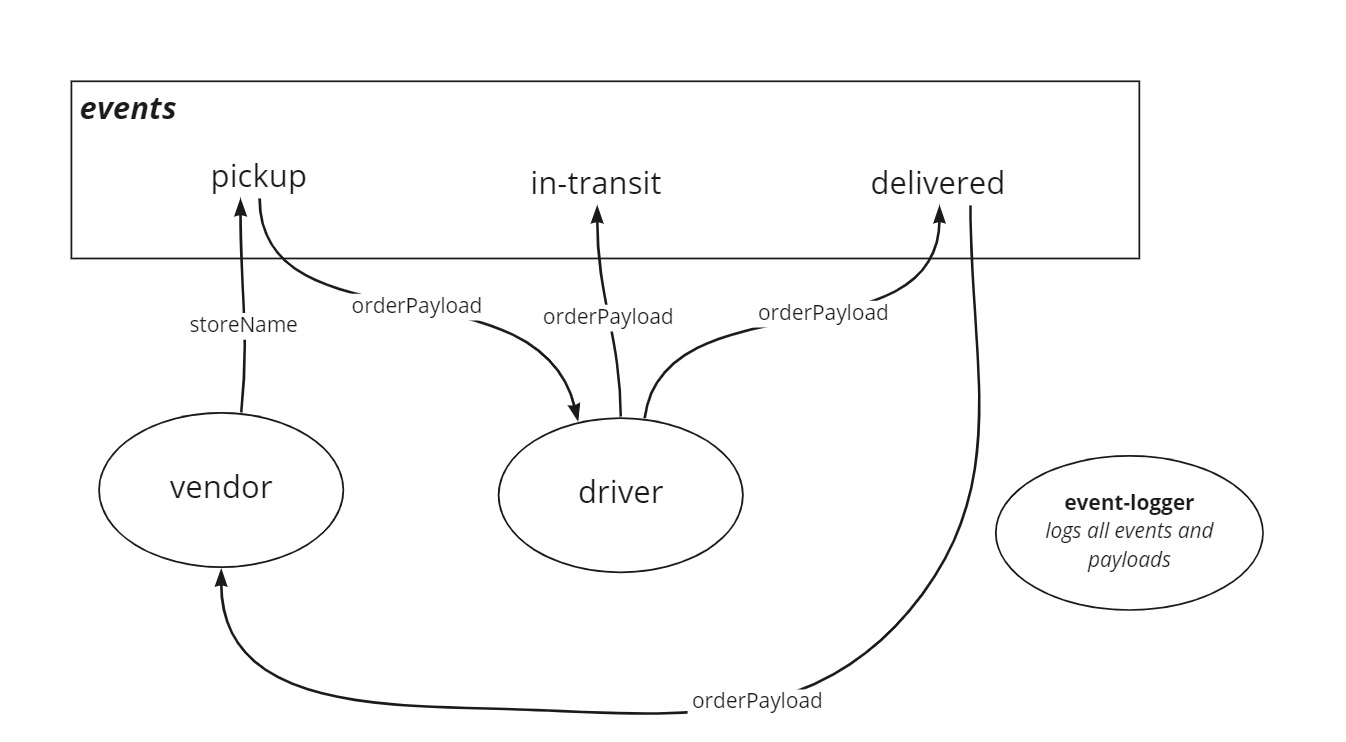 events
pickup
in-transit
delivered
orderPayload
orderPayload
orderPayload
storeName
vendor
driver
event-logger
logs all events and
payloads
orderPayload